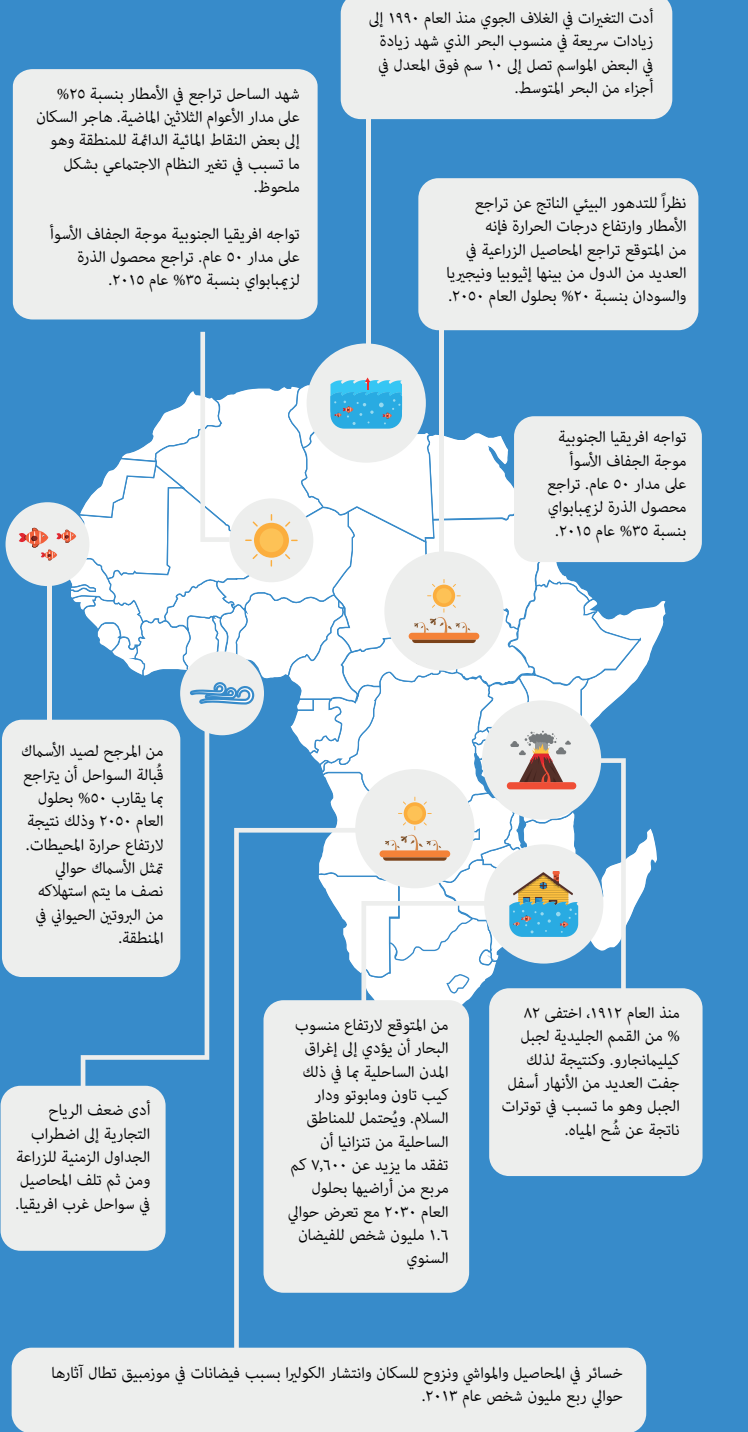 أدت التغيرات في الغلاف الجوي منذ العام ١٩٩٠ إلى
زيادات سريعة في منسوب البحر الذي شهد زيادة
في البعض المواسم تصل إلى ١٠ سم فوق المعدل في
أجزاء من البحر المتوسط.
شهد الساحل تراجع في الأمطار بنسبة ٢٥%
على مدار الأعوام الثلاثين الماضية. هاجر السكان
إلى بعض النقاط المائية الدائمة للمنطقة وهو
ما تسبب في تغير النظام الاجتماعي بشكل
ملحوظ.
تواجه افريقيا الجنوبية موجة الجفاف الأسوأ
على مدار ٥٠ عام. تراجع محصول الذرة
لزيمبابواي بنسبة ٣٥% عام ٢٠١٥.
نظراً للتدهور البيئي الناتج عن تراجع
الأمطار وارتفاع درجات الحرارة فإنه
من المتوقع تراجع المحاصيل الزراعية في
العديد من الدول من بينها إثيوبيا ونيجيريا
والسودان بنسبة ٢٠% بحلول العام ٢٠٥٠.
تواجه افريقيا الجنوبية
موجة الجفاف الأسوأ
على مدار ٥٠ عام. تراجع
محصول الذرة لزيمبابواي
بنسبة ٣٥% عام ٢٠١٥.
من المرجح لصيد الأسماك
قُبالة السواحل أن يتراجع
بما يقارب ٥٠% بحلول
العام ٢٠٥٠ وذلك نتيجة
لارتفاع حرارة المحيطات.
تمثل الأسماك حوالي
نصف ما يتم استهلاكه
من البروتين الحيواني في
المنطقة.
منذ العام ١٩١٢، اختفى ٨٢
% من القمم الجليدية لجبل
كيليمانجارو. وكنتيجة لذلك
جفت العديد من الأنهار أسفل
الجبل وهو ما تسبب في توترات
ناتجة عن شُح المياه.
من المتوقع لارتفاع منسوب
البحار أن يؤدي إلى إغراق
المدن الساحلية بما في ذلك
كيب تاون ومابوتو ودار
السلام. ويُحتمل للمناطق
الساحلية من تنزانيا أن
تفقد ما يزيد عن ٧,٦٠٠ كم
مربع من أراضيها بحلول
العام ٢٠٣٠ مع تعرض حوالي
١.٦ مليون شخص للفيضان
السنوي
أدى ضعف الرياح
التجارية إلى اضطراب
الجداول الزمنية للزراعة
ومن ثم تلف المحاصيل
في سواحل غرب افريقيا.
خسائر في المحاصيل والمواشي ونزوح للسكان وانتشار الكوليرا بسبب فيضانات في موزمبيق تطال آثارها
حوالي ربع مليون شخص عام ٢٠١٣.